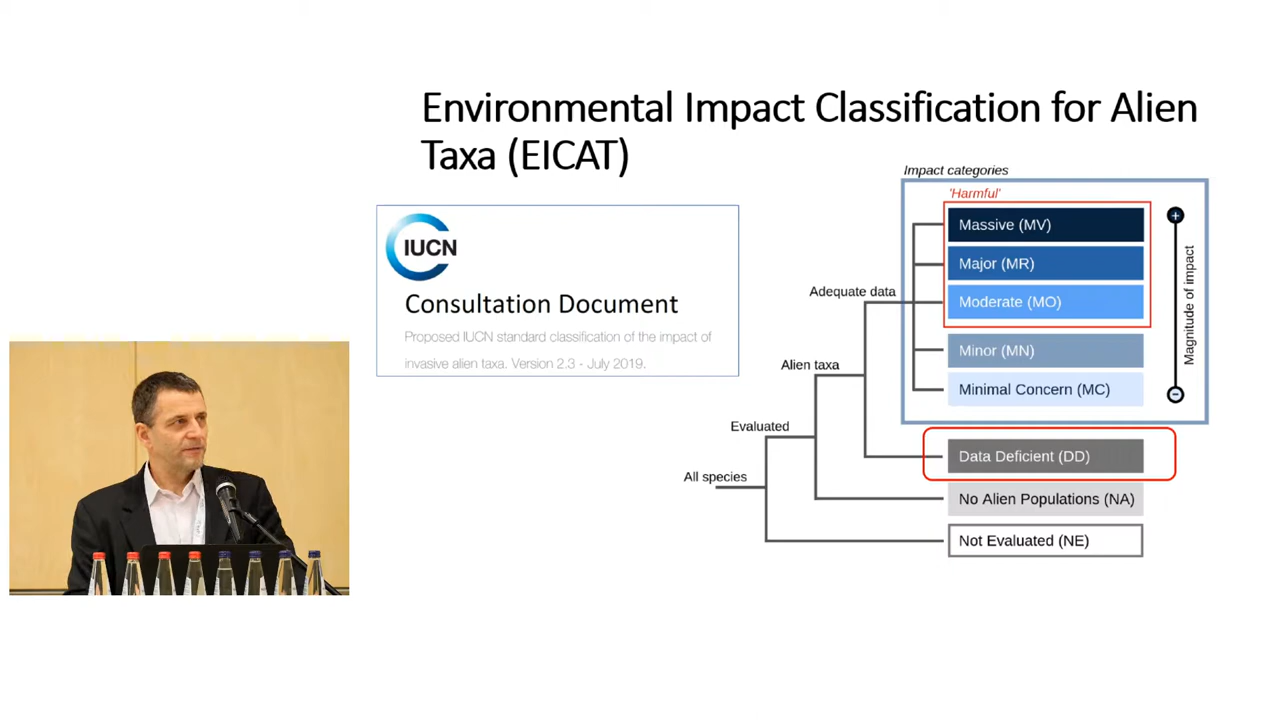 Environmental Impact Classification for Alien
Taxa (EICAT)
IUCN
Consultation Document
Proposed IUCN standard classification of the impact of
invasive alien taxa. Version 2.3 - July 2019.
Impact categories
'Harmful'
Massive (MV)
Major (MR)
Adequate data
Moderate (MO)
Magnitude of impact
Minor (MN)
Alien taxa
Minimal Concern (MC)
Evaluated
Data Deficient (DD)
All species
No Alien Populations (NA)
Not Evaluated (NE)
+
−